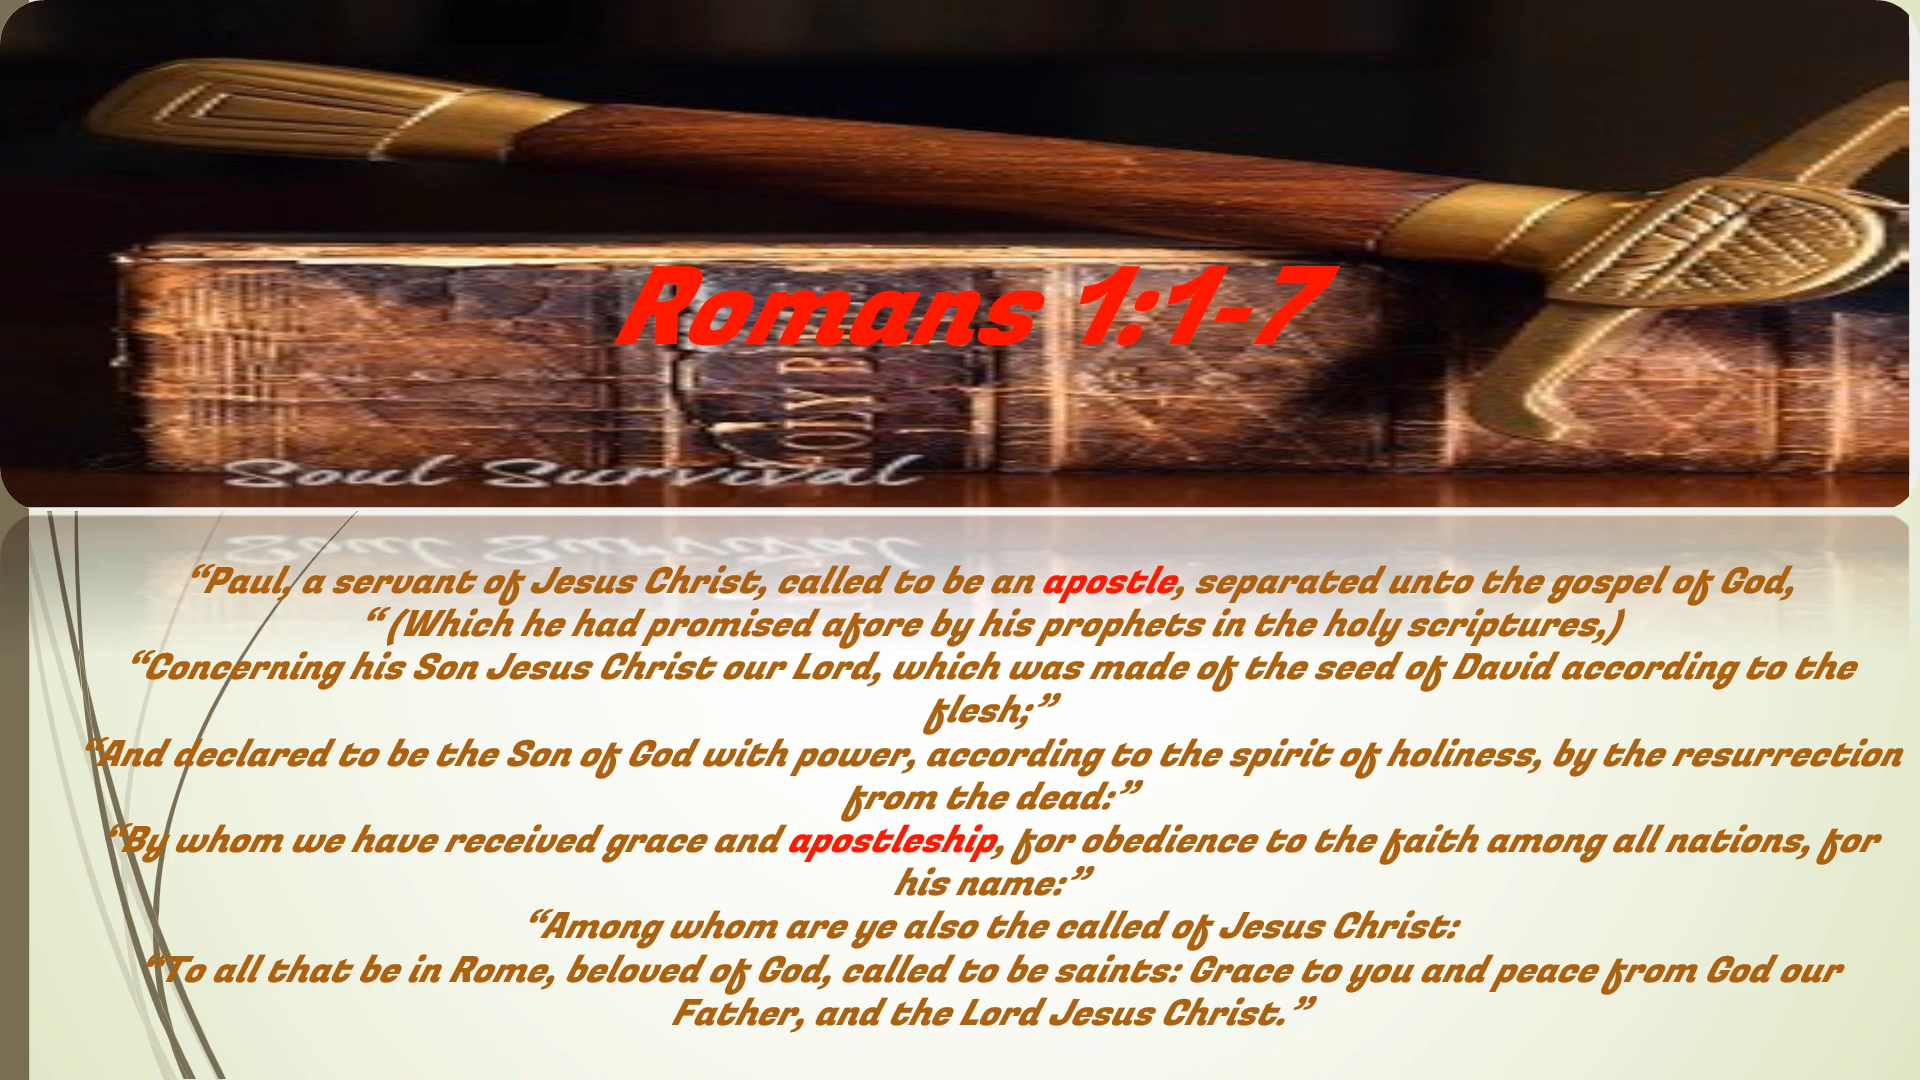 Romans 1:1-7
OLY B
Soul Survival
“Paul, a servant of Jesus Christ, called to be an apostle, separated unto the gospel of God,
“(Which he had promised afore by his prophets in the holy scriptures,)
“Concerning his Son Jesus Christ our Lord, which was made of the seed of David according to the
flesh;”
“And declared to be the Son of God with power, according to the spirit of holiness, by the resurrection
from the dead:”
“By whom we have received grace and apostleship, for obedience to the faith among all nations, for
his name:”
“Among whom are ye also the called of Jesus Christ:
“To all that be in Rome, beloved of God, called to be saints: Grace to you and peace from God our
Father, and the Lord Jesus Christ.”